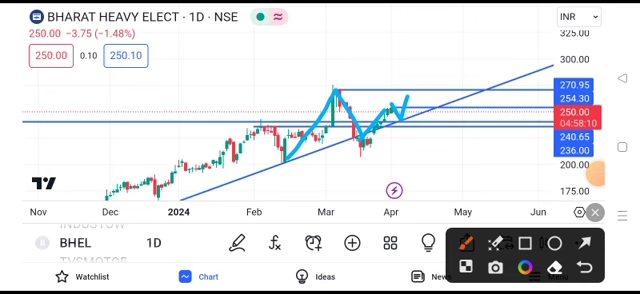 BHARAT HEAVY ELECT · 1D · NSE
INR
250.00 −3.75 (−1.48%)
250.00 0.10 250.10
325.00
300.00
270.95
254.30
250.00
04:58:10
240.65
236.00
200.00
175.00
Nov Dec 2024 Feb Mar Apr May Jun
BHEL 1D
Watchlist Chart Ideas News